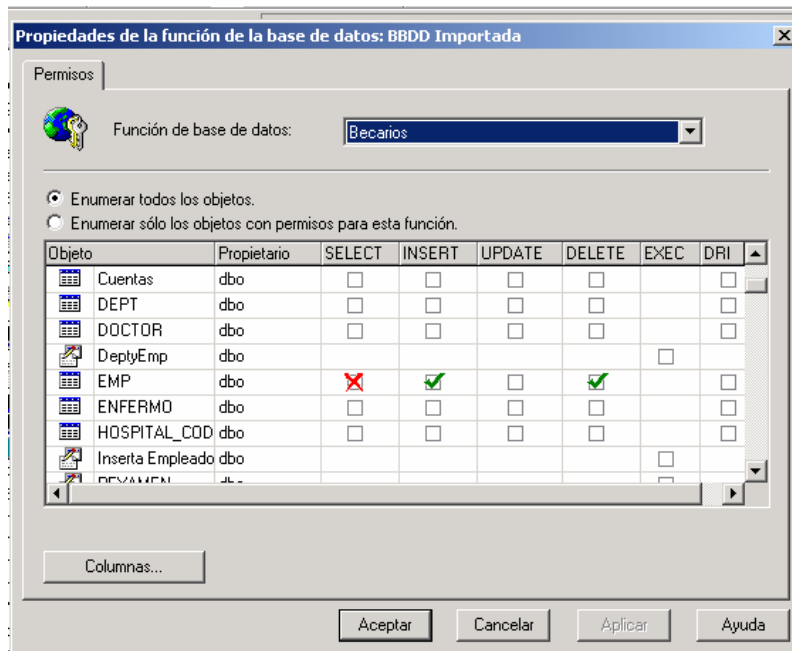 Propiedades de la función de la base de datos: BBDD Importada
Permisos
Función de base de datos: Becarios
Enumerar todos los objetos.
Enumerar sólo los objetos con permisos para esta función.
Objeto Propietario SELECT INSERT UPDATE DELETE EXEC DRI
Cuentas dbo
DEPT dbo
DOCTOR dbo
DeptyEmp dbo
EMP dbo
ENFERMO dbo
HOSPITAL_COD dbo
Inserta Empleado dbo
Columnas...
Aceptar Cancelar Aplicar Ayuda